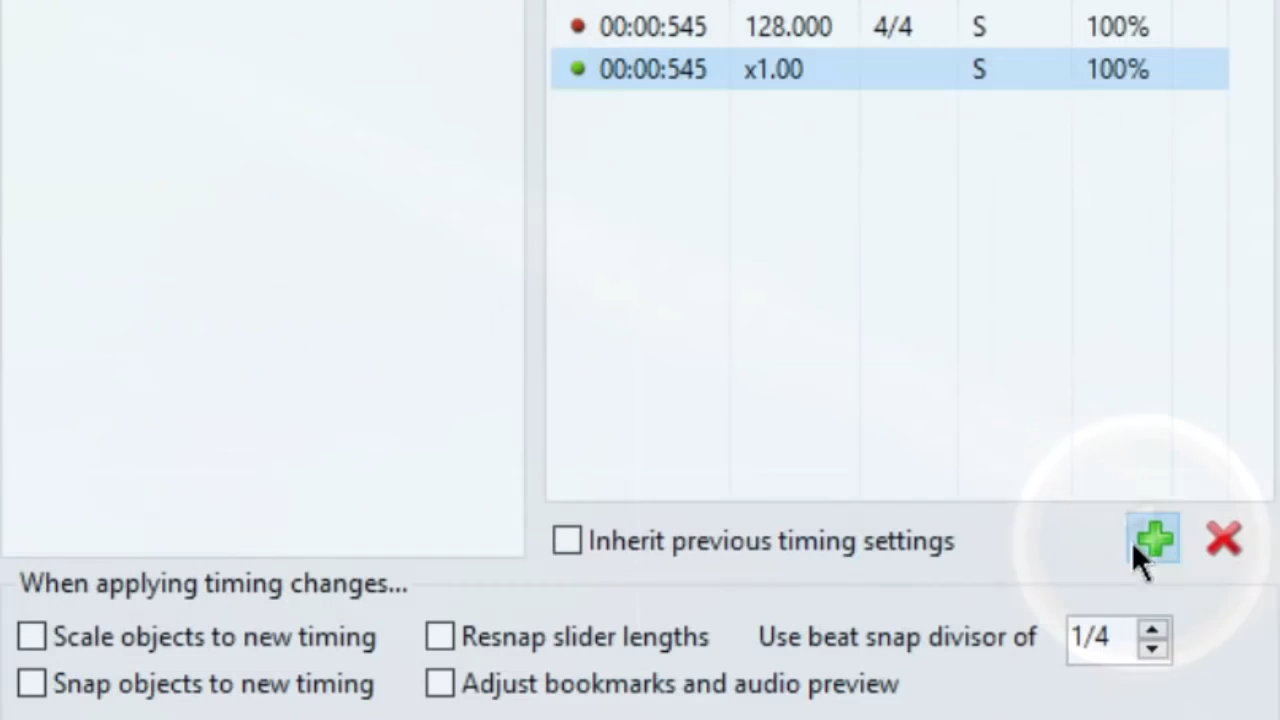 00:00:545 128.000 4/4 S 100%
00:00:545 x1.00 S 100%
Inherit previous timing settings
When applying timing changes...
Scale objects to new timing Resnap slider lengths Use beat snap divisor of 1/4
Snap objects to new timing Adjust bookmarks and audio preview